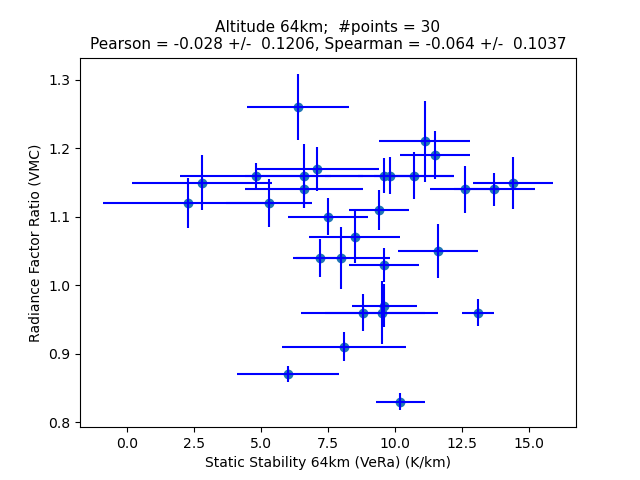 Altitude 64km;  #points = 30
Pearson = -0.028 +/-  0.1206, Spearman = -0.064 +/-  0.1037
1.3
1.2
1.1
1.0
0.9
0.8
Radiance Factor Ratio (VMC)
0.0 2.5 5.0 7.5 10.0 12.5 15.0
Static Stability 64km (VeRa) (K/km)